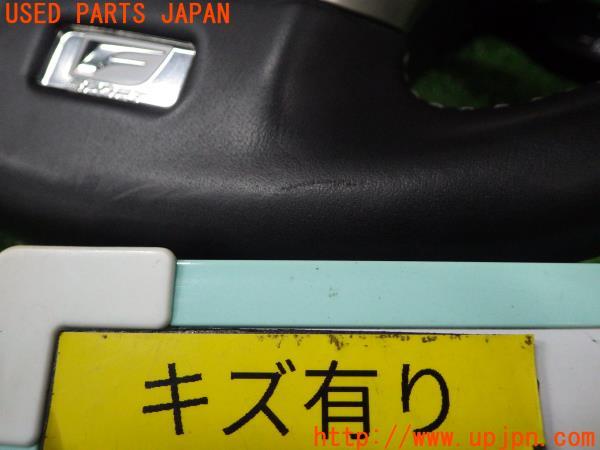 USED PARTS JAPAN
F
キズ有り
http://www.upjpn.com/